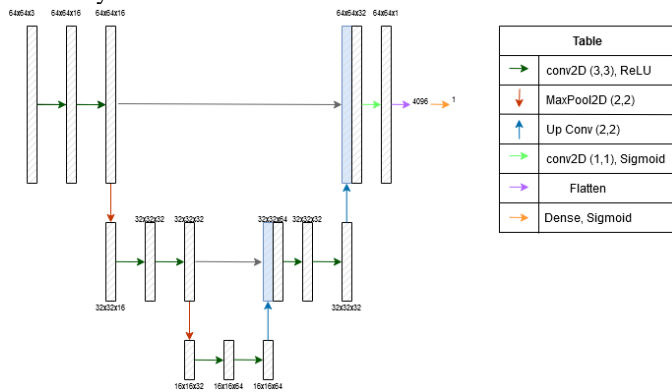 64x64x3
64x64x16
64x64x16
64x64x32
64x64x1
4096
1
32x32x32
32x32x32
32x32x64
32x32x32
32x32x16
32x32x32
16x16x32
16x16x64
16x16x64
Table
conv2D (3,3), ReLU
MaxPool2D (2,2)
Up Conv (2,2)
conv2D (1,1), Sigmoid
Flatten
Dense, Sigmoid